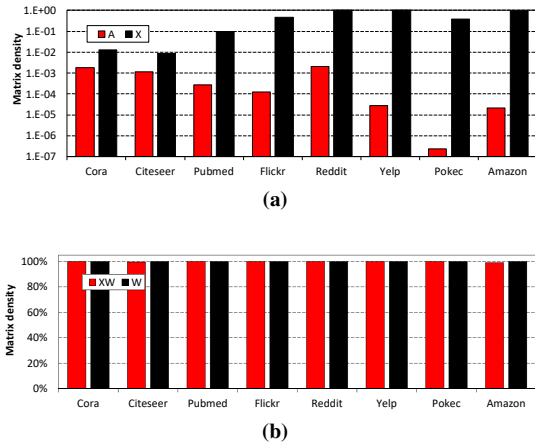 1.E+00
1.E-01
1.E-02
1.E-03
1.E-04
1.E-05
1.E-06
1.E-07
Matrix density
A X
Cora Citeseer Pubmed Flickr Reddit Yelp Pokec Amazon
(a)
100%
80%
60%
40%
20%
0%
Matrix density
XW W
Cora Citeseer Pubmed Flickr Reddit Yelp Pokec Amazon
(b)